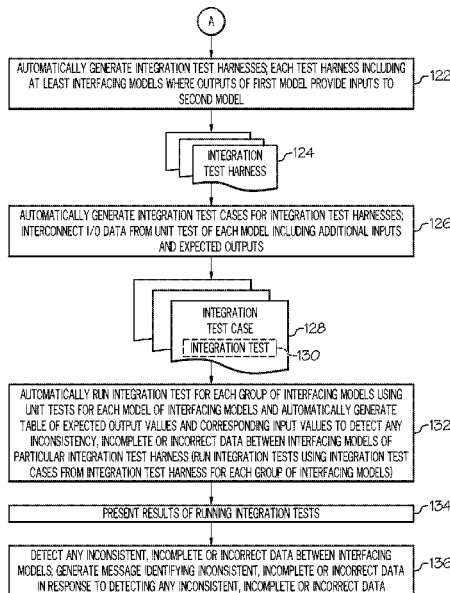 A
AUTOMATICALLY GENERATE INTEGRATION TEST HARNESSES; EACH TEST HARNESS INCLUDING
AT LEAST INTERFACING MODELS WHERE OUTPUTS OF FIRST MODEL PROVIDE INPUTS TO
SECOND MODEL
122
INTEGRATION
TEST HARNESS
124
AUTOMATICALLY GENERATE INTEGRATION TEST CASES FOR INTEGRATION TEST HARNESSES;
INTERCONNECT I/O DATA FROM UNIT TEST OF EACH MODEL INCLUDING ADDITIONAL INPUTS
AND EXPECTED OUTPUTS
126
INTEGRATION
TEST CASE
128
INTEGRATION TEST
130
AUTOMATICALLY RUN INTEGRATION TEST FOR EACH GROUP OF INTERFACING MODELS USING
UNIT TESTS FOR EACH MODEL OF INTERFACING MODELS AND AUTOMATICALLY GENERATE
TABLE OF EXPECTED OUTPUT VALUES AND CORRESPONDING INPUT VALUES TO DETECT ANY
INCONSISTENCY, INCOMPLETE OR INCORRECT DATA BETWEEN INTERFACING MODELS OF
PARTICULAR INTEGRATION TEST HARNESS (RUN INTEGRATION TESTS USING INTEGRATION TEST
CASES FROM INTEGRATION TEST HARNESS FOR EACH GROUP OF INTERFACING MODELS)
132
PRESENT RESULTS OF RUNNING INTEGRATION TESTS
134
DETECT ANY INCONSISTENT, INCOMPLETE OR INCORRECT DATA BETWEEN INTERFACING
MODELS; GENERATE MESSAGE IDENTIFYING INCONSISTENT, INCOMPLETE OR INCORRECT DATA
IN RESPONSE TO DETECTING ANY INCONSISTENT, INCOMPLETE OR INCORRECT DATA
136